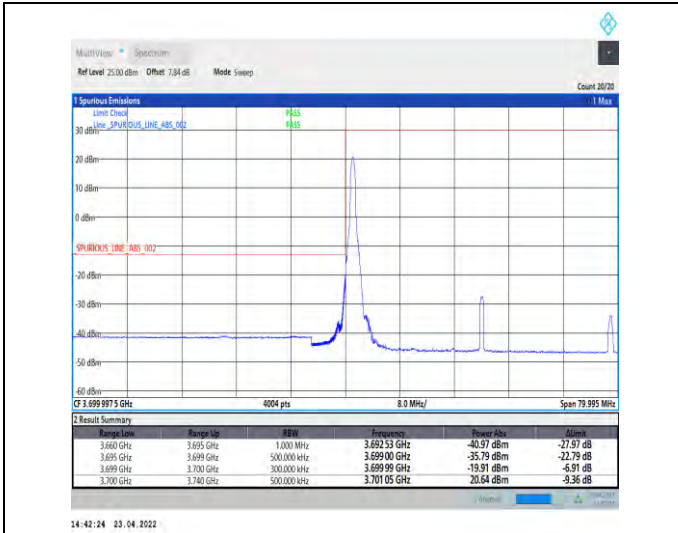 MultiView Spectrum
Ref Level 25.00 dBm Offset 7.84 dB Mode Sweep
Count 20/20
1 Spurious Emissions 1 Max
Limit Check PASS
Line _SPURIOUS_LINE_ABS_002 PASS
30 dBm
20 dBm
10 dBm
0 dBm
SPURIOUS_LINE_ABS_002
-20 dBm
-30 dBm
-40 dBm
-50 dBm
-60 dBm
CF 3.699 997 5 GHz 4004 pts 8.0 MHz/ Span 79.995 MHz
2 Result Summary
Range Low Range Up RBW Frequency Power Abs ΔLimit
3.660 GHz 3.695 GHz 1.000 MHz 3.692 53 GHz -40.97 dBm -27.97 dB
3.695 GHz 3.699 GHz 500.000 kHz 3.699 00 GHz -35.79 dBm -22.79 dB
3.699 GHz 3.700 GHz 300.000 kHz 3.699 99 GHz -19.91 dBm -6.91 dB
3.700 GHz 3.740 GHz 500.000 kHz 3.701 05 GHz 20.64 dBm -9.36 dB
14:42:24 23.04.2022